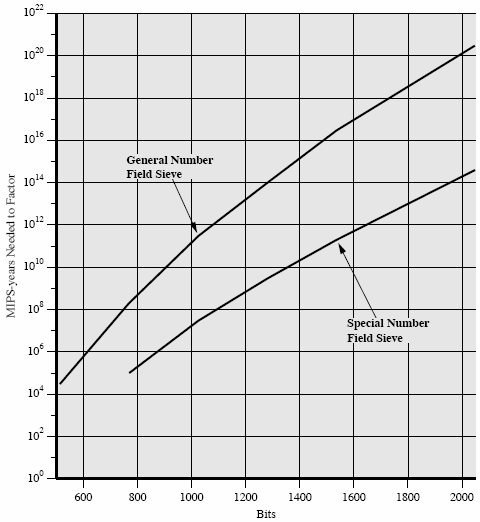 10^22
10^20
10^18
10^16
10^14
10^12
10^10
10^8
10^6
10^4
10^2
10^0
MIPS-years Needed to Factor
General Number
Field Sieve
Special Number
Field Sieve
600 800 1000 1200 1400 1600 1800 2000
Bits